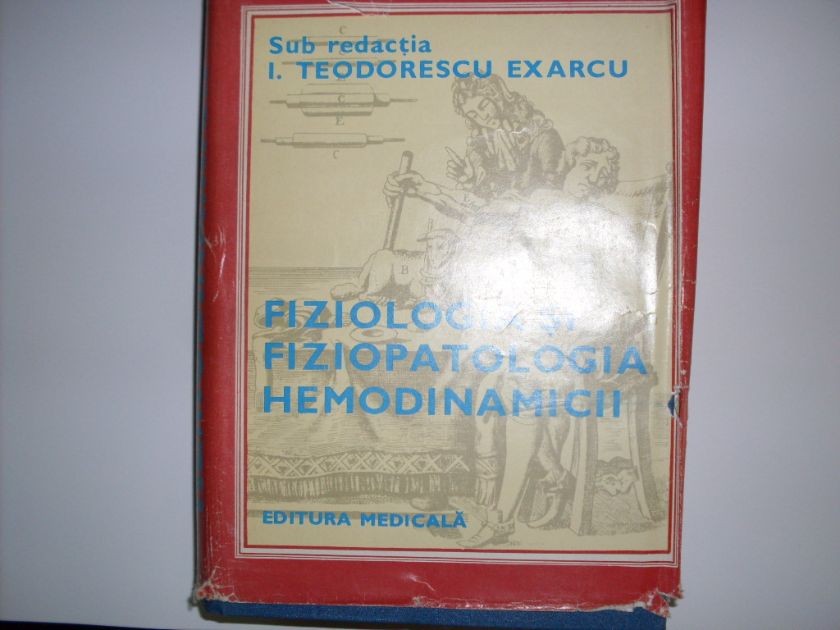 Sub redacția
I. TEODORESCU EXARCU
C
C
E
C
E
B
FIZIOLOGIA ȘI
FIZIOPATOLOGIA
HEMODINAMICII
EDITURA MEDICALĂ